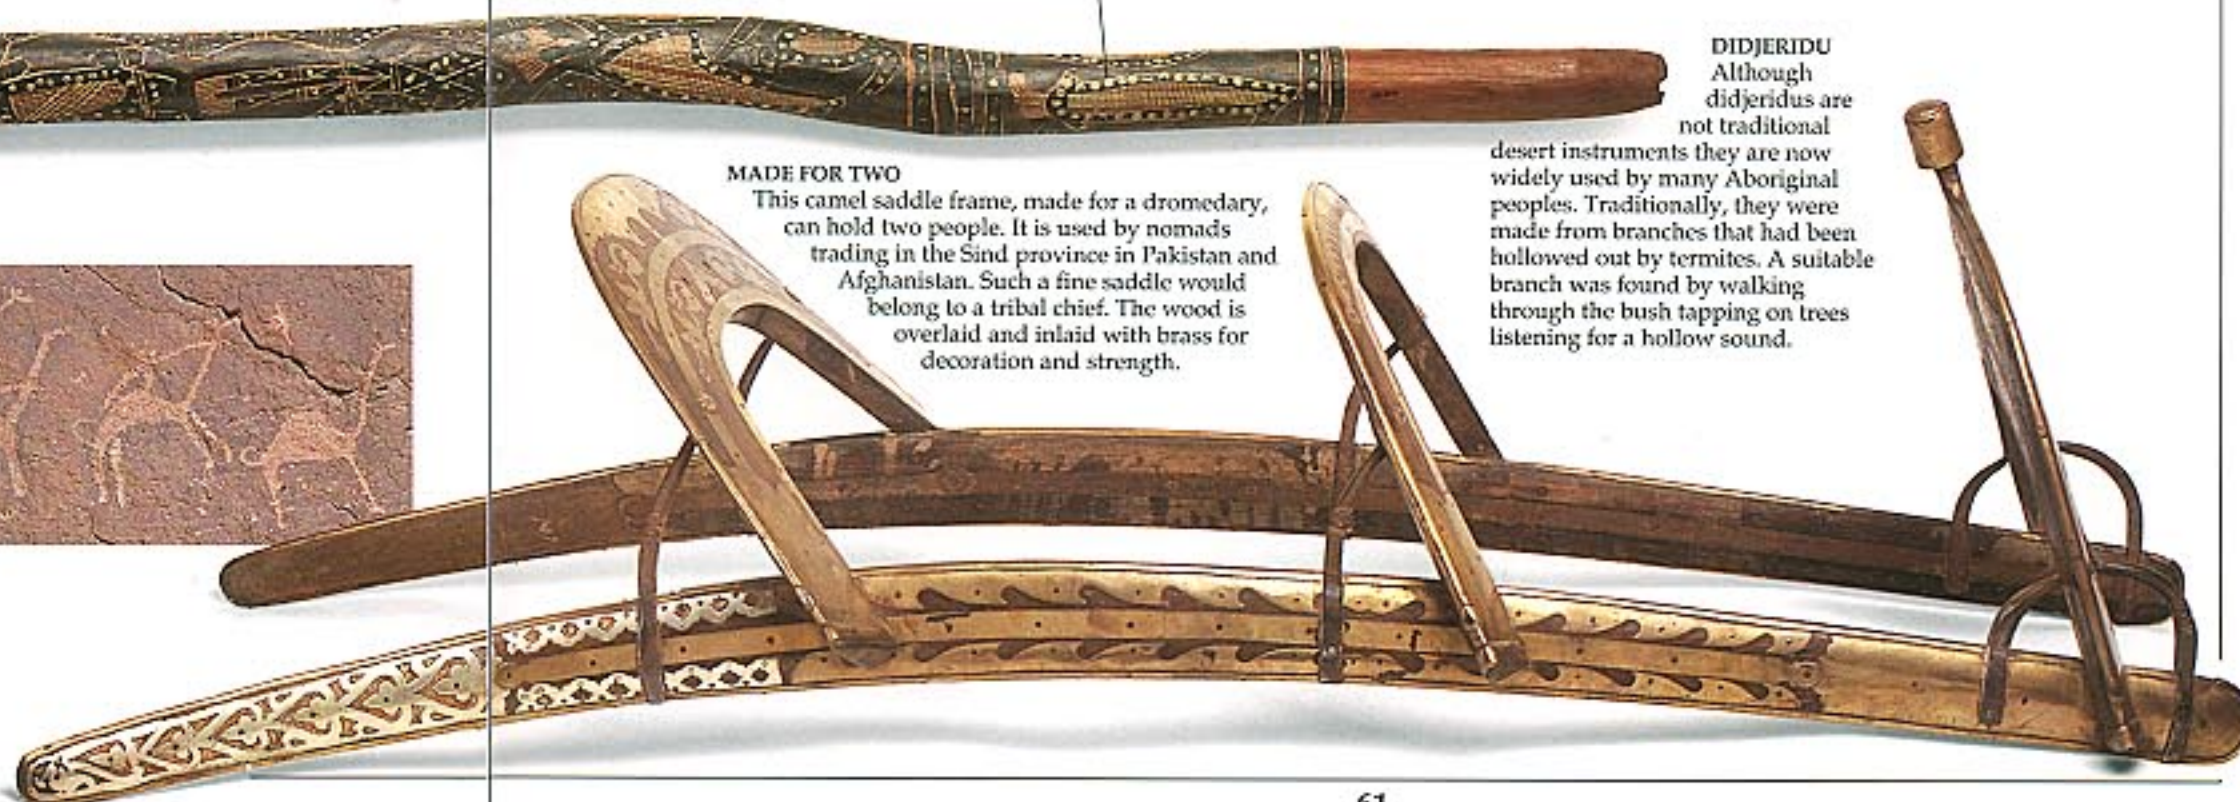 MADE FOR TWO
This camel saddle frame, made for a dromedary,
can hold two people. It is used by nomads
trading in the Sind province in Pakistan and
Afghanistan. Such a fine saddle would
belong to a tribal chief. The wood is
overlaid and inlaid with brass for
decoration and strength.
DIDJERIDU
Although
didjeridus are
not traditional
desert instruments they are now
widely used by many Aboriginal
peoples. Traditionally, they were
made from branches that had been
hollowed out by termites. A suitable
branch was found by walking
through the bush tapping on trees
listening for a hollow sound.
61